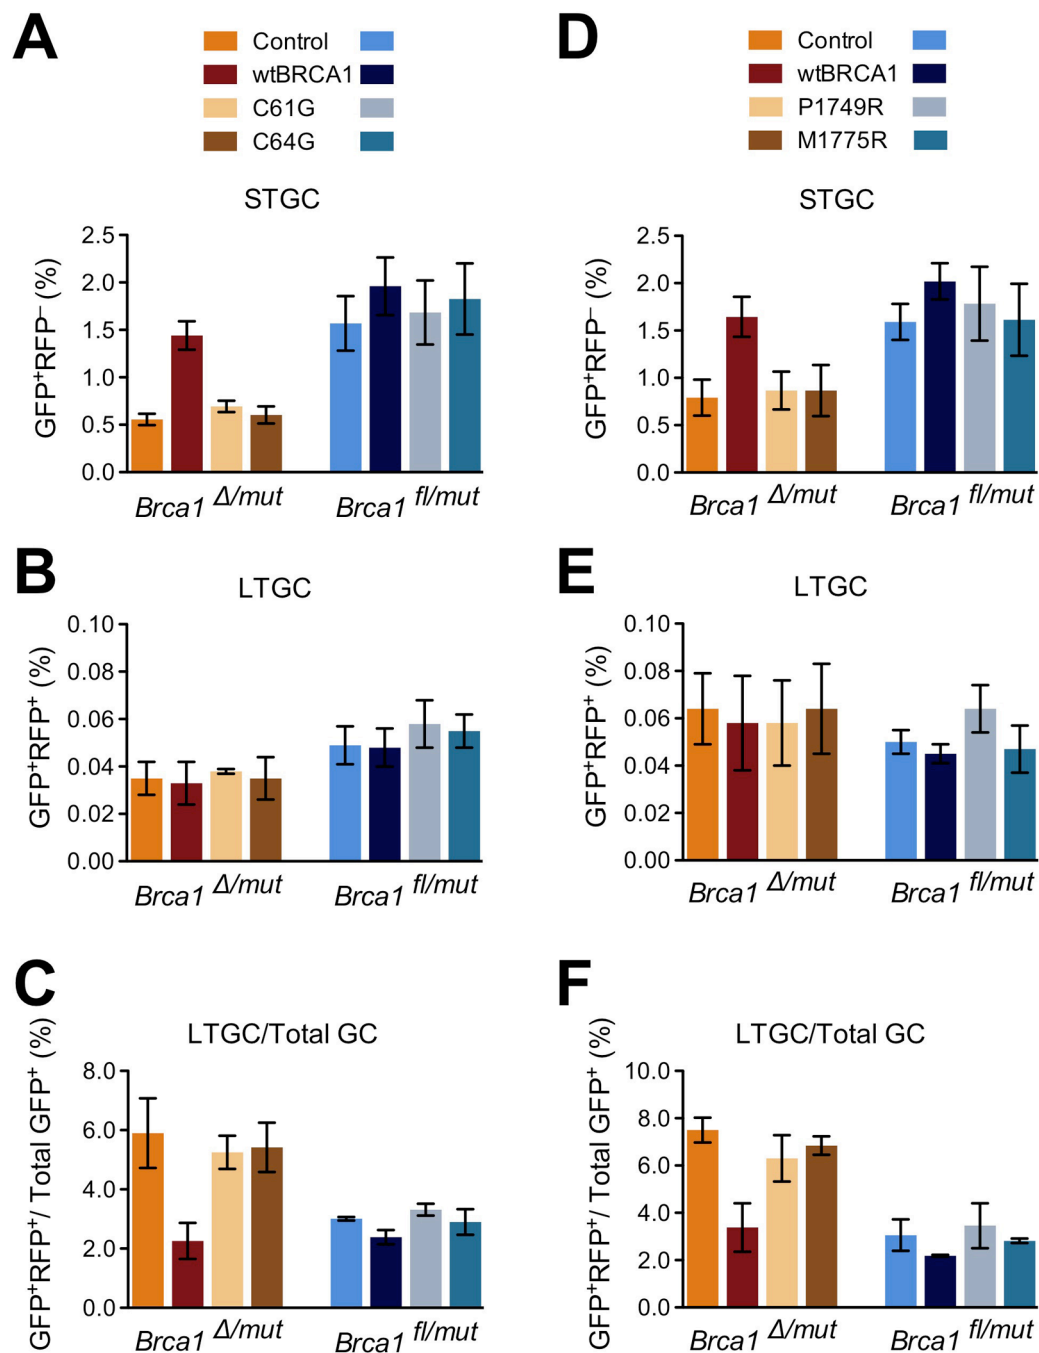 A
Control
wtBRCA1
C61G
C64G
STGC
GFP⁺RFP⁻ (%)
2.5
2.0
1.5
1.0
0.5
0.0
Brca1 Δ/mut
Brca1 fl/mut
B
LTGC
GFP⁺RFP⁺ (%)
0.10
0.08
0.06
0.04
0.02
0.00
Brca1 Δ/mut
Brca1 fl/mut
C
LTGC/Total GC
GFP⁺RFP⁺/ Total GFP⁺ (%)
8.0
6.0
4.0
2.0
0.0
Brca1 Δ/mut
Brca1 fl/mut
D
Control
wtBRCA1
P1749R
M1775R
STGC
GFP⁺RFP⁻ (%)
2.5
2.0
1.5
1.0
0.5
0.0
Brca1 Δ/mut
Brca1 fl/mut
E
LTGC
GFP⁺RFP⁺ (%)
0.10
0.08
0.06
0.04
0.02
0.00
Brca1 Δ/mut
Brca1 fl/mut
F
LTGC/Total GC
GFP⁺RFP⁺/ Total GFP⁺ (%)
10.0
8.0
6.0
4.0
2.0
0.0
Brca1 Δ/mut
Brca1 fl/mut